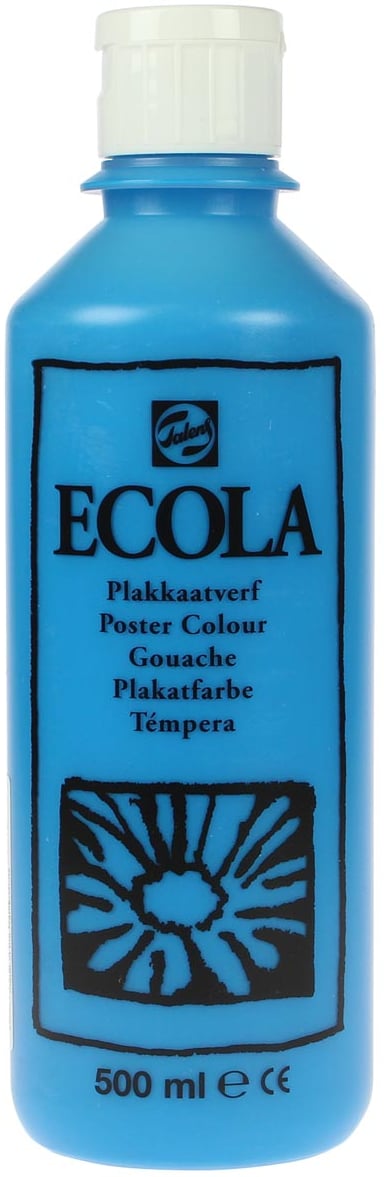 Talens
ECOLA
Plakkaatverf
Poster Colour
Gouache
Plakatfarbe
Témpera
500 ml ℮ CE